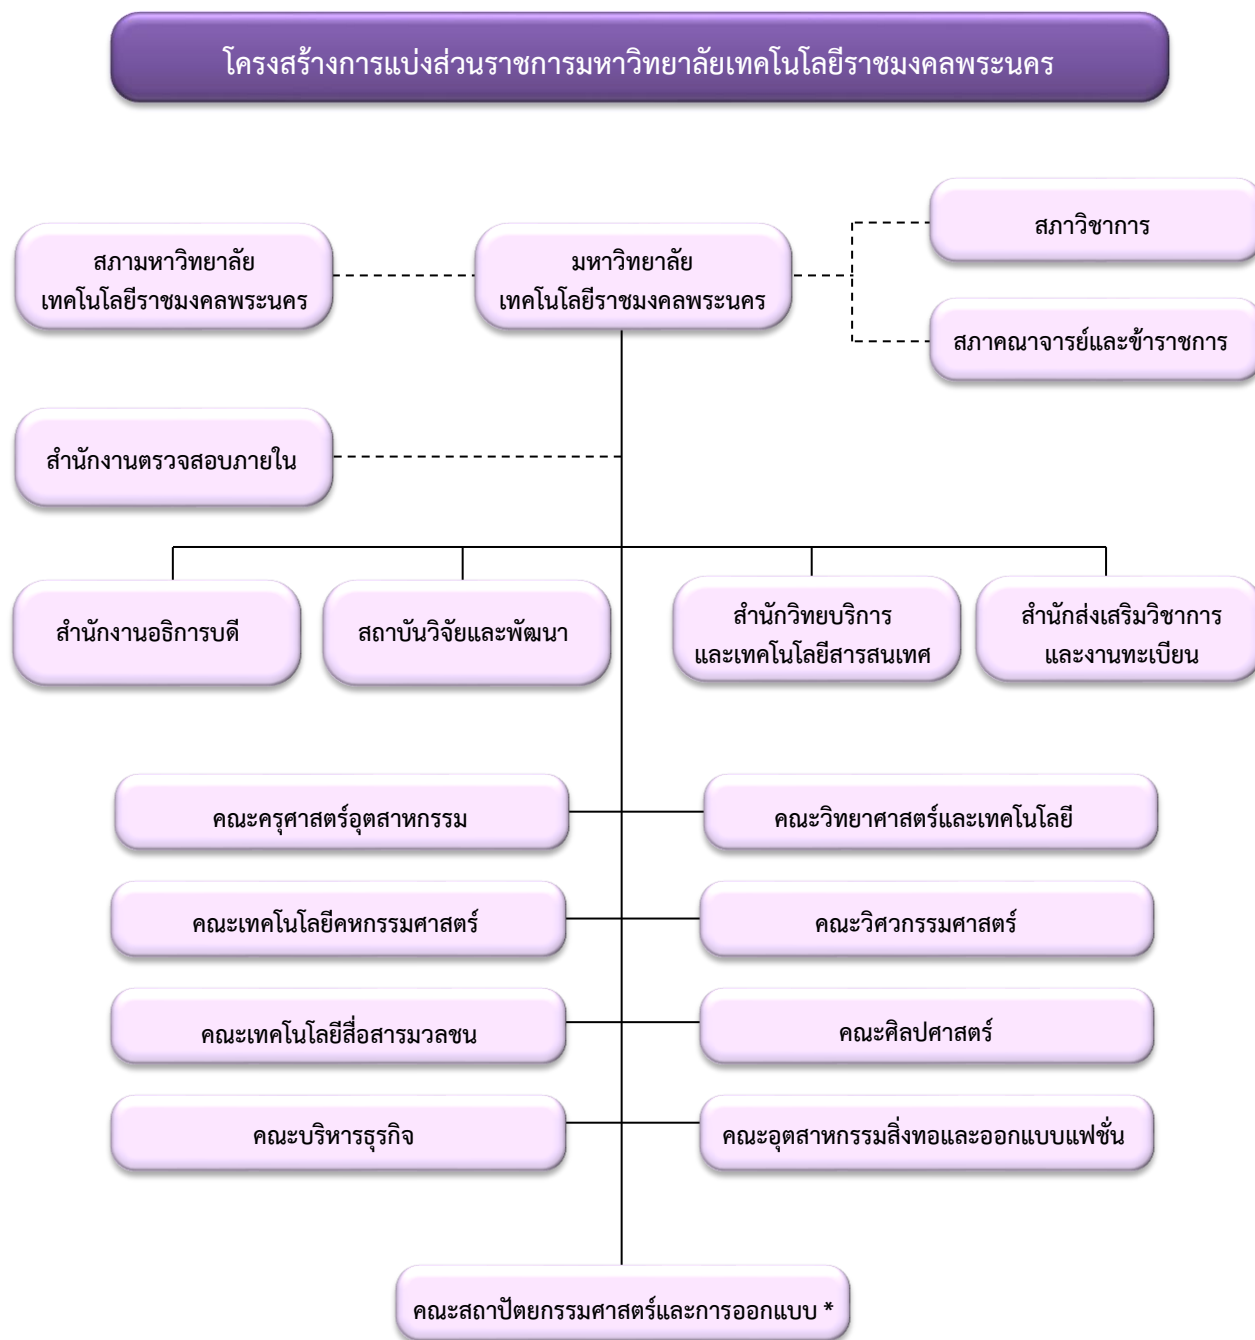 โครงสร้างการแบ่งส่วนราชการมหาวิทยาลัยเทคโนโลยีราชมงคลพระนคร
สภาวิชาการ
สภามหาวิทยาลัย
เทคโนโลยีราชมงคลพระนคร
มหาวิทยาลัย
เทคโนโลยีราชมงคลพระนคร
สภาคณาจารย์และข้าราชการ
สำนักงานตรวจสอบภายใน
สำนักงานอธิการบดี
สถาบันวิจัยและพัฒนา
สำนักวิทยบริการ
และเทคโนโลยีสารสนเทศ
สำนักส่งเสริมวิชาการ
และงานทะเบียน
คณะครุศาสตร์อุตสาหกรรม
คณะวิทยาศาสตร์และเทคโนโลยี
คณะเทคโนโลยีคหกรรมศาสตร์
คณะวิศวกรรมศาสตร์
คณะเทคโนโลยีสื่อสารมวลชน
คณะศิลปศาสตร์
คณะบริหารธุรกิจ
คณะอุตสาหกรรมสิ่งทอและออกแบบแฟชั่น
คณะสถาปัตยกรรมศาสตร์และการออกแบบ *